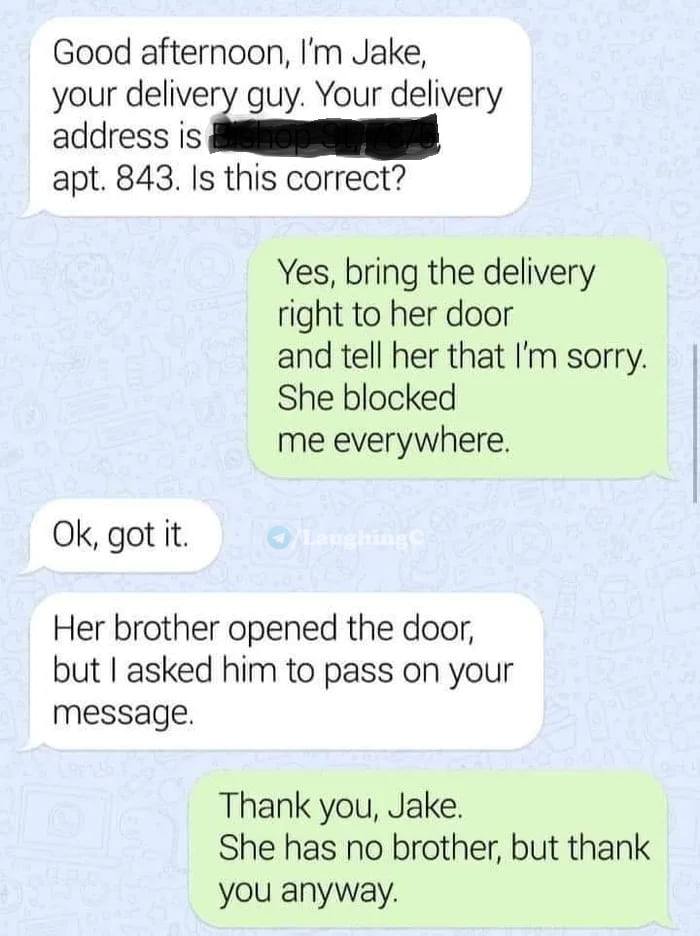 Good afternoon, I'm Jake,
your delivery guy. Your delivery
address is
apt. 843. Is this correct?
Yes, bring the delivery
right to her door
and tell her that I'm sorry.
She blocked
me everywhere.
Ok, got it.
/LaughingC
Her brother opened the door,
but I asked him to pass on your
message.
Thank you, Jake.
She has no brother, but thank
you anyway.